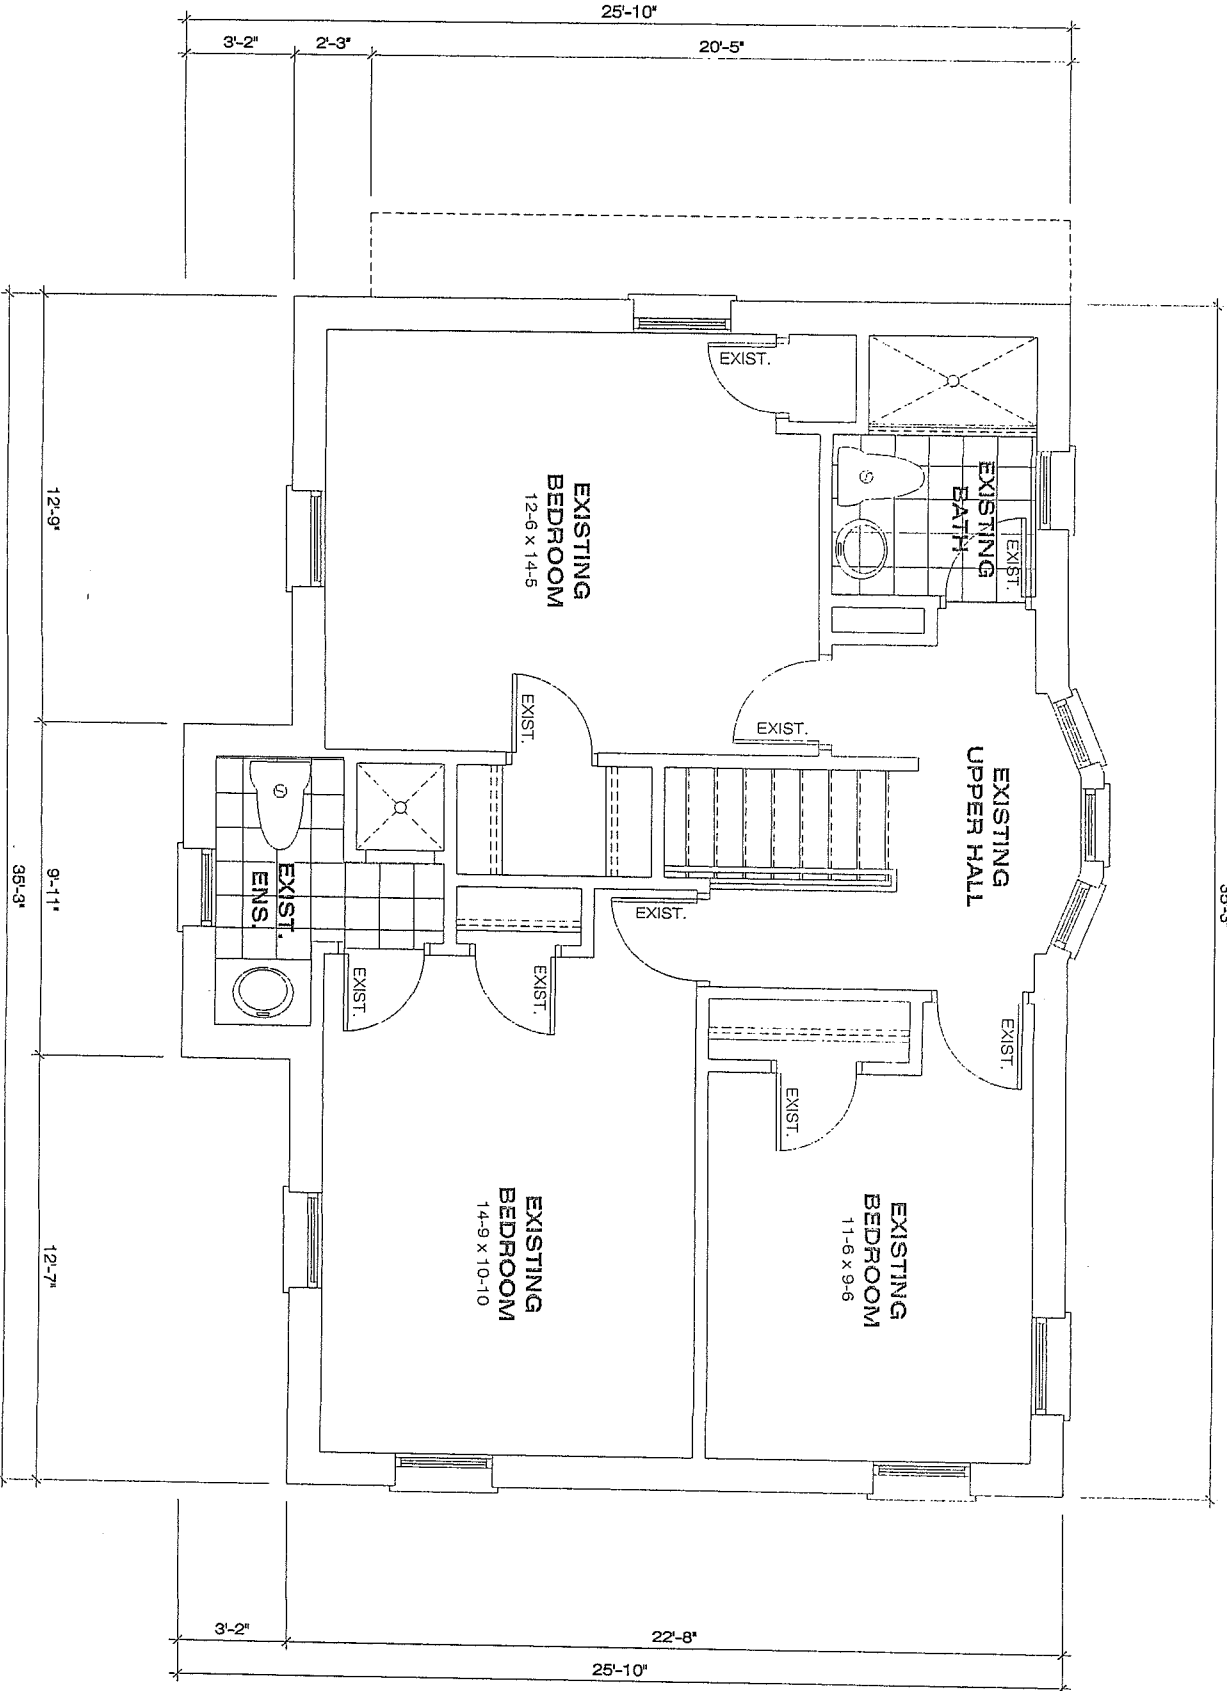 25'-10"
3'-2"
2'-3"
20'-5"
EXIST.
EXISTING
BATH
EXIST.
EXISTING
BEDROOM
12-6 x 14-5
12'-9"
EXIST.
EXIST.
EXISTING
UPPER HALL
EXIST.
ENS.
9'-11"
35'-3"
EXIST.
EXIST.
EXIST.
EXIST.
EXIST.
EXISTING
BEDROOM
14-9 x 10-10
EXISTING
BEDROOM
11-6 x 9-6
12'-7"
3'-2"
22'-8"
25'-10"